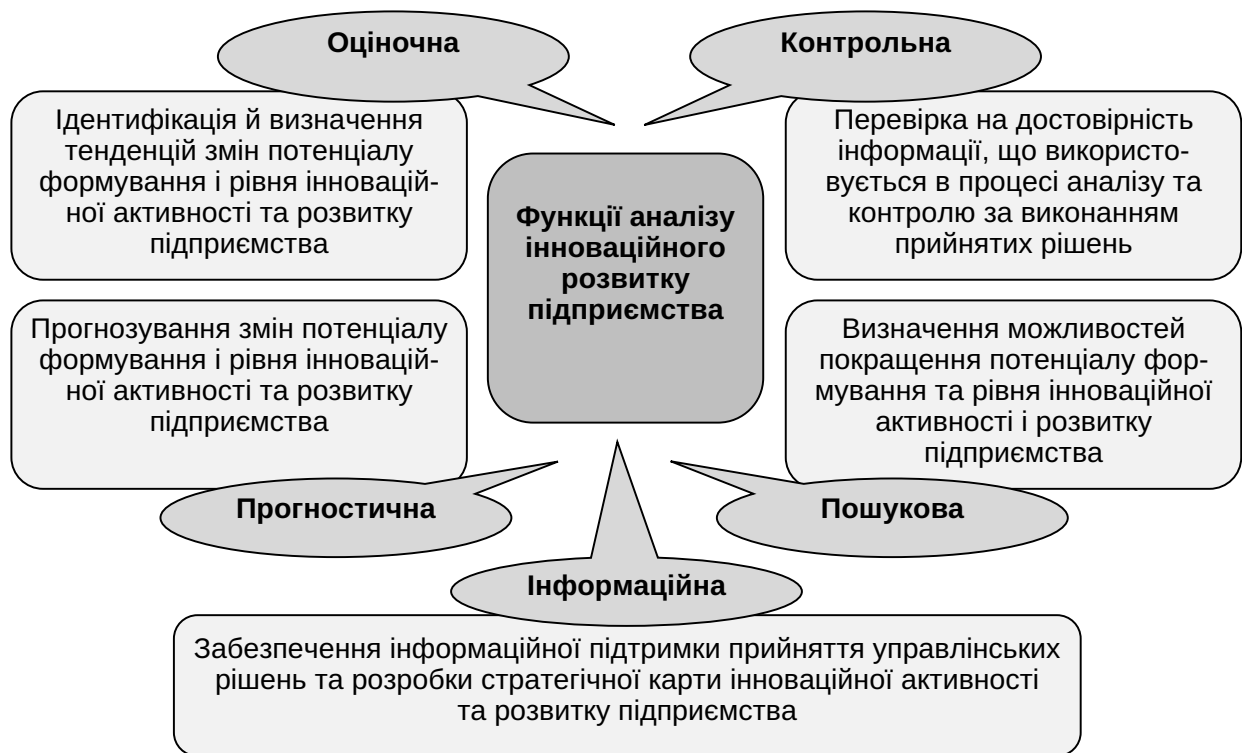 Оціночна
Контрольна
Ідентифікація й визначення
тенденцій змін потенціалу
формування і рівня інновацій-
ної активності та розвитку
підприємства
Перевірка на достовірність
інформації, що використо-
вується в процесі аналізу та
контролю за виконанням
прийнятих рішень
Функції аналізу
інноваційного
розвитку
підприємства
Прогнозування змін потенціалу
формування і рівня інновацій-
ної активності та розвитку
підприємства
Визначення можливостей
покращення потенціалу фор-
мування та рівня інноваційної
активності і розвитку
підприємства
Прогностична
Пошукова
Інформаційна
Забезпечення інформаційної підтримки прийняття управлінських
рішень та розробки стратегічної карти інноваційної активності
та розвитку підприємства